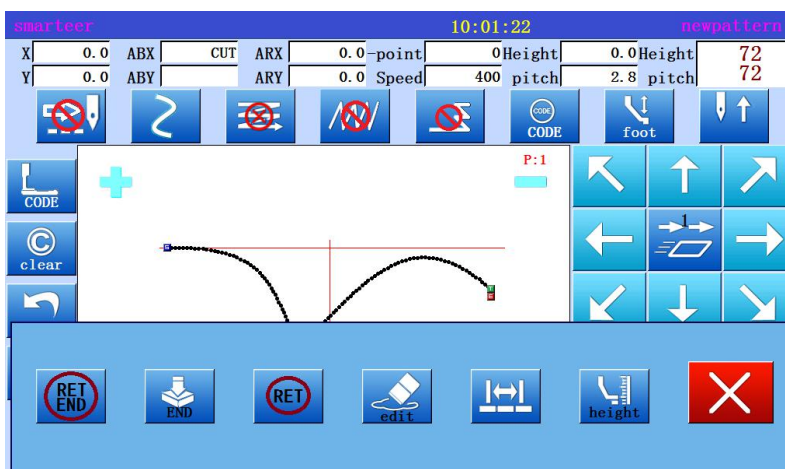 smarteer 10:01:22 newpattern
X 0.0 ABX CUT ARX 0.0 -point 0 Height 0.0 Height 72
Y 0.0 ABY ARY 0.0 Speed 400 pitch 2.8 pitch 72
CODE
CODE foot
P:1
CODE
1
C
clear
RET
END
END
RET
edit
height